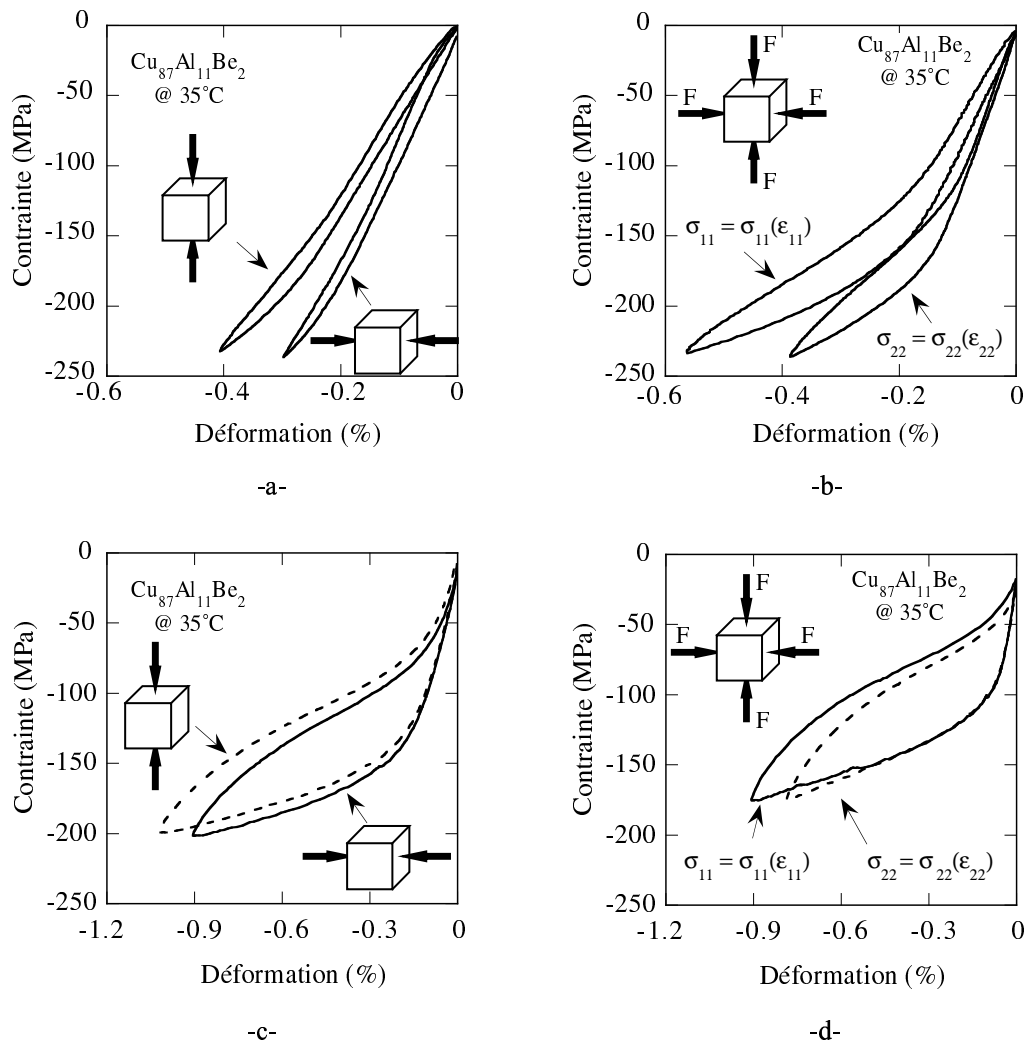 0
-50
-100
-150
-200
-250
-0.6
-0.4
-0.2
0
Contrainte (MPa)
Déformation (%)
Cu87Al11Be2
@ 35°C
-a-
0
-50
-100
-150
-200
-250
-0.6
-0.4
-0.2
0
Contrainte (MPa)
Déformation (%)
F
F
F
F
Cu87Al11Be2
@ 35°C
σ11 = σ11(ε11)
σ22 = σ22(ε22)
-b-
0
-50
-100
-150
-200
-250
-1.2
-0.9
-0.6
-0.3
0
Contrainte (MPa)
Déformation (%)
Cu87Al11Be2
@ 35°C
-c-
0
-50
-100
-150
-200
-250
-1.2
-0.9
-0.6
-0.3
0
Contrainte (MPa)
Déformation (%)
F
F
F
F
Cu87Al11Be2
@ 35°C
σ11 = σ11(ε11)
σ22 = σ22(ε22)
-d-